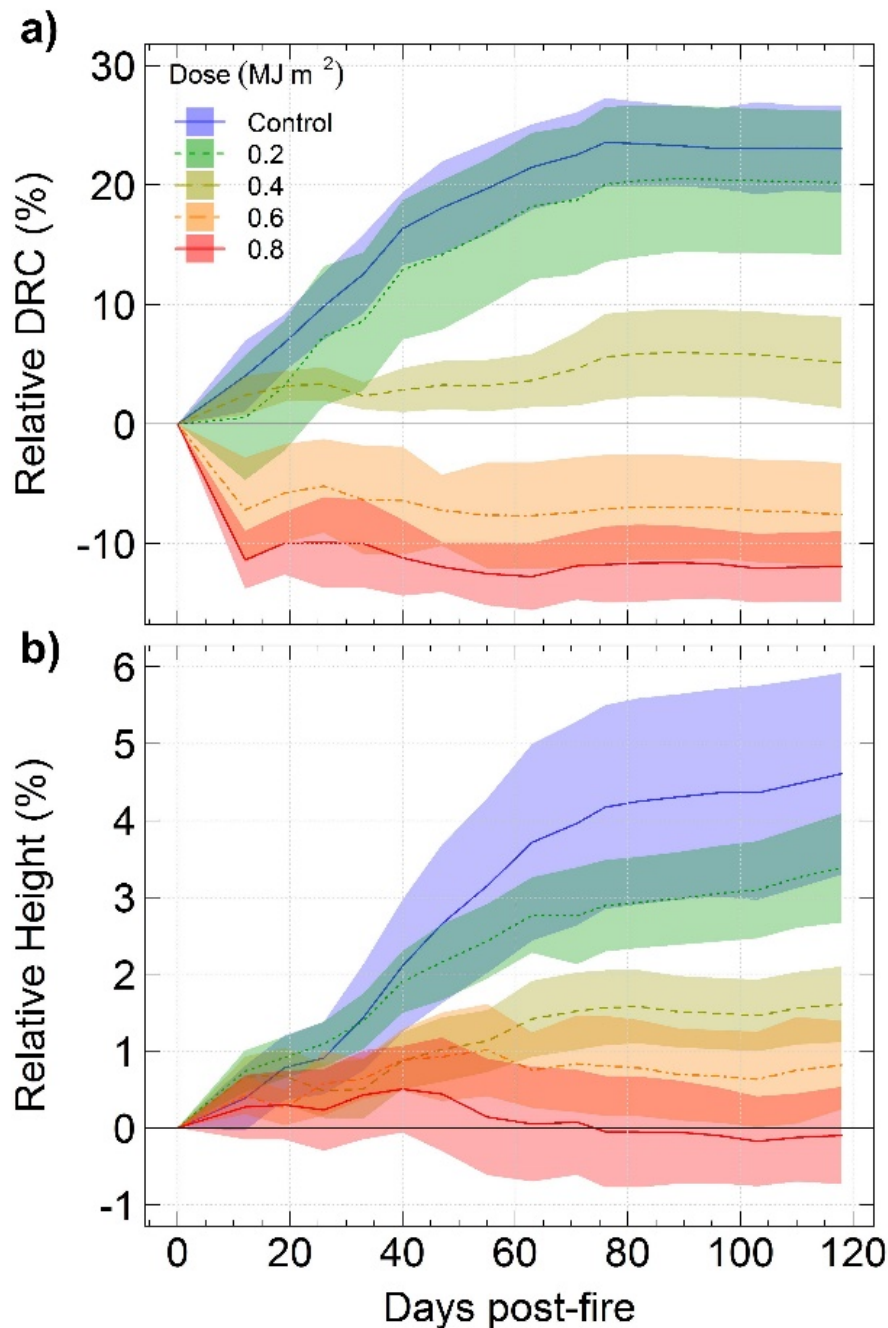 a)
Dose (MJ m 2)
Control
0.2
0.4
0.6
0.8
30
20
10
0
-10
Relative DRC (%)
b)
6
5
4
3
2
1
0
-1
Relative Height (%)
0 20 40 60 80 100 120
Days post-fire